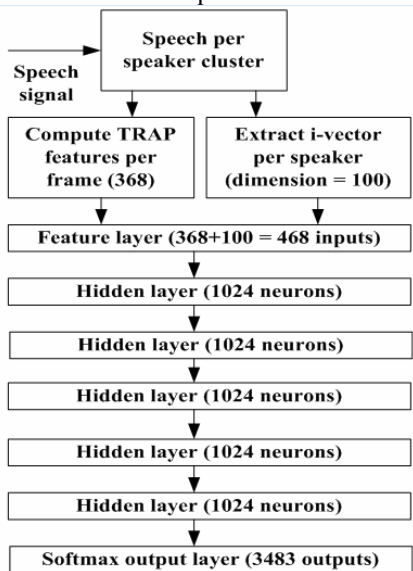 Speech per
speaker cluster
Speech
signal
Compute TRAP
features per
frame (368)
Extract i-vector
per speaker
(dimension = 100)
Feature layer (368+100 = 468 inputs)
Hidden layer (1024 neurons)
Hidden layer (1024 neurons)
Hidden layer (1024 neurons)
Hidden layer (1024 neurons)
Hidden layer (1024 neurons)
Softmax output layer (3483 outputs)